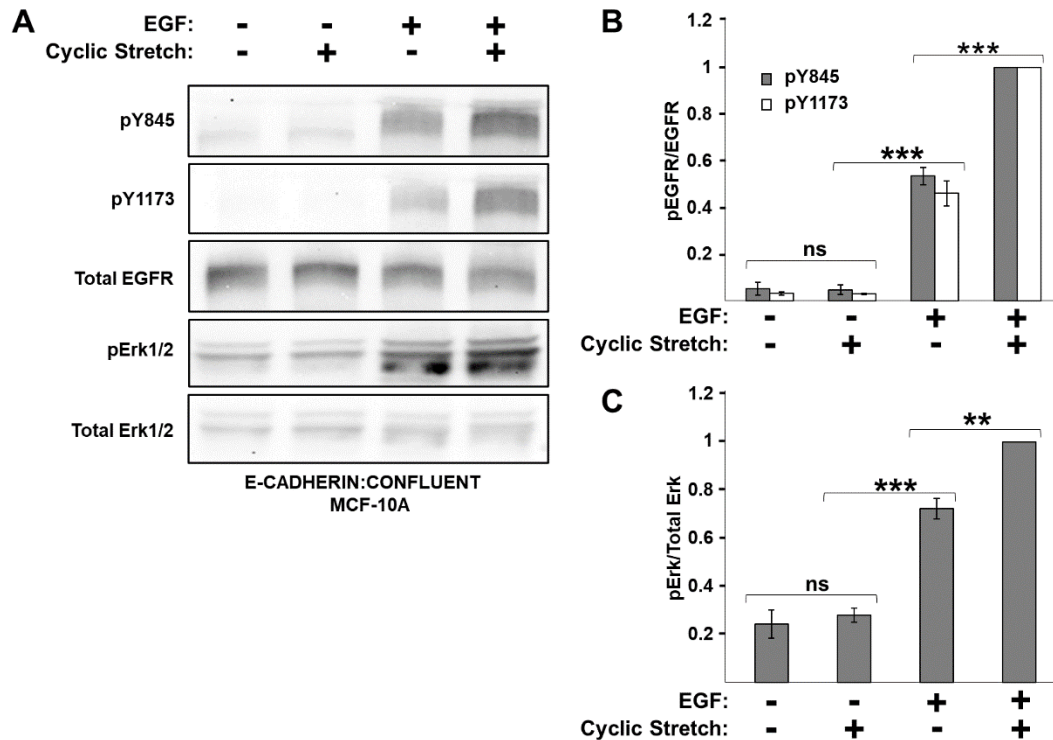 A
EGF: - - + +
Cyclic Stretch: - + - +
pY845
pY1173
Total EGFR
pErk1/2
Total Erk1/2
E-CADHERIN:CONFLUENT
MCF-10A
B
pEGFR/EGFR
1.2
1
0.8
0.6
0.4
0.2
pY845
pY1173
ns
***
***
EGF: - - + +
Cyclic Stretch: - + - +
C
pErk/Total Erk
1.2
1
0.8
0.6
0.4
0.2
ns
***
**
EGF: - - + +
Cyclic Stretch: - + - +